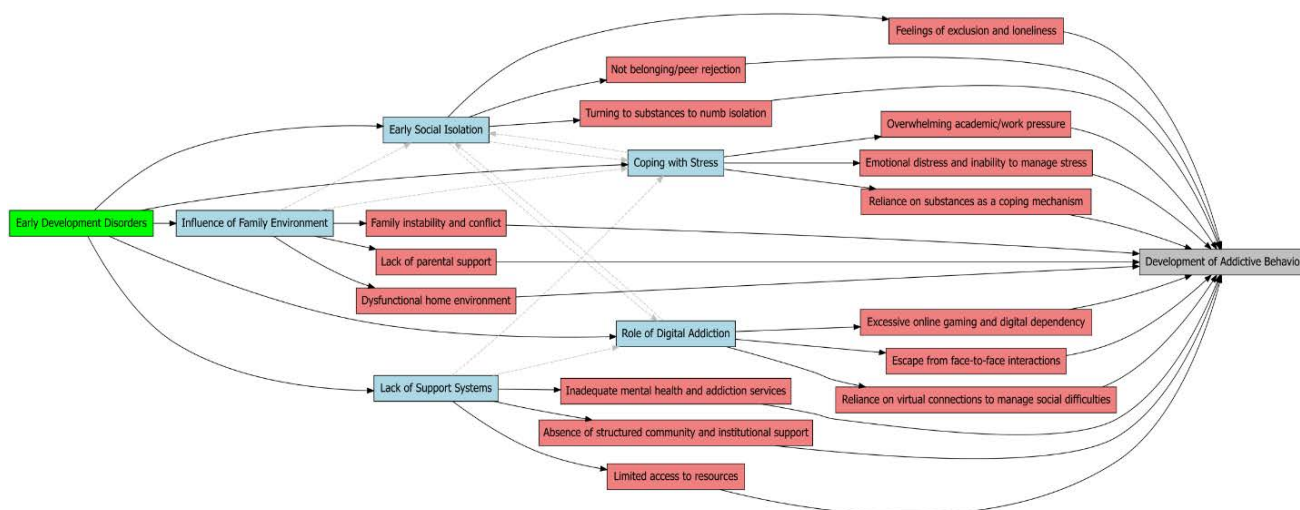 Feelings of exclusion and loneliness
Not belonging/peer rejection
Turning to substances to numb isolation
Early Social Isolation
Overwhelming academic/work pressure
Coping with Stress
Emotional distress and inability to manage stress
Reliance on substances as a coping mechanism
Early Development Disorders
Influence of Family Environment
Family instability and conflict
Lack of parental support
Development of Addictive Behavio
Dysfunctional home environment
Role of Digital Addiction
Excessive online gaming and digital dependency
Escape from face-to-face interactions
Lack of Support Systems
Inadequate mental health and addiction services
Reliance on virtual connections to manage social difficulties
Absence of structured community and institutional support
Limited access to resources